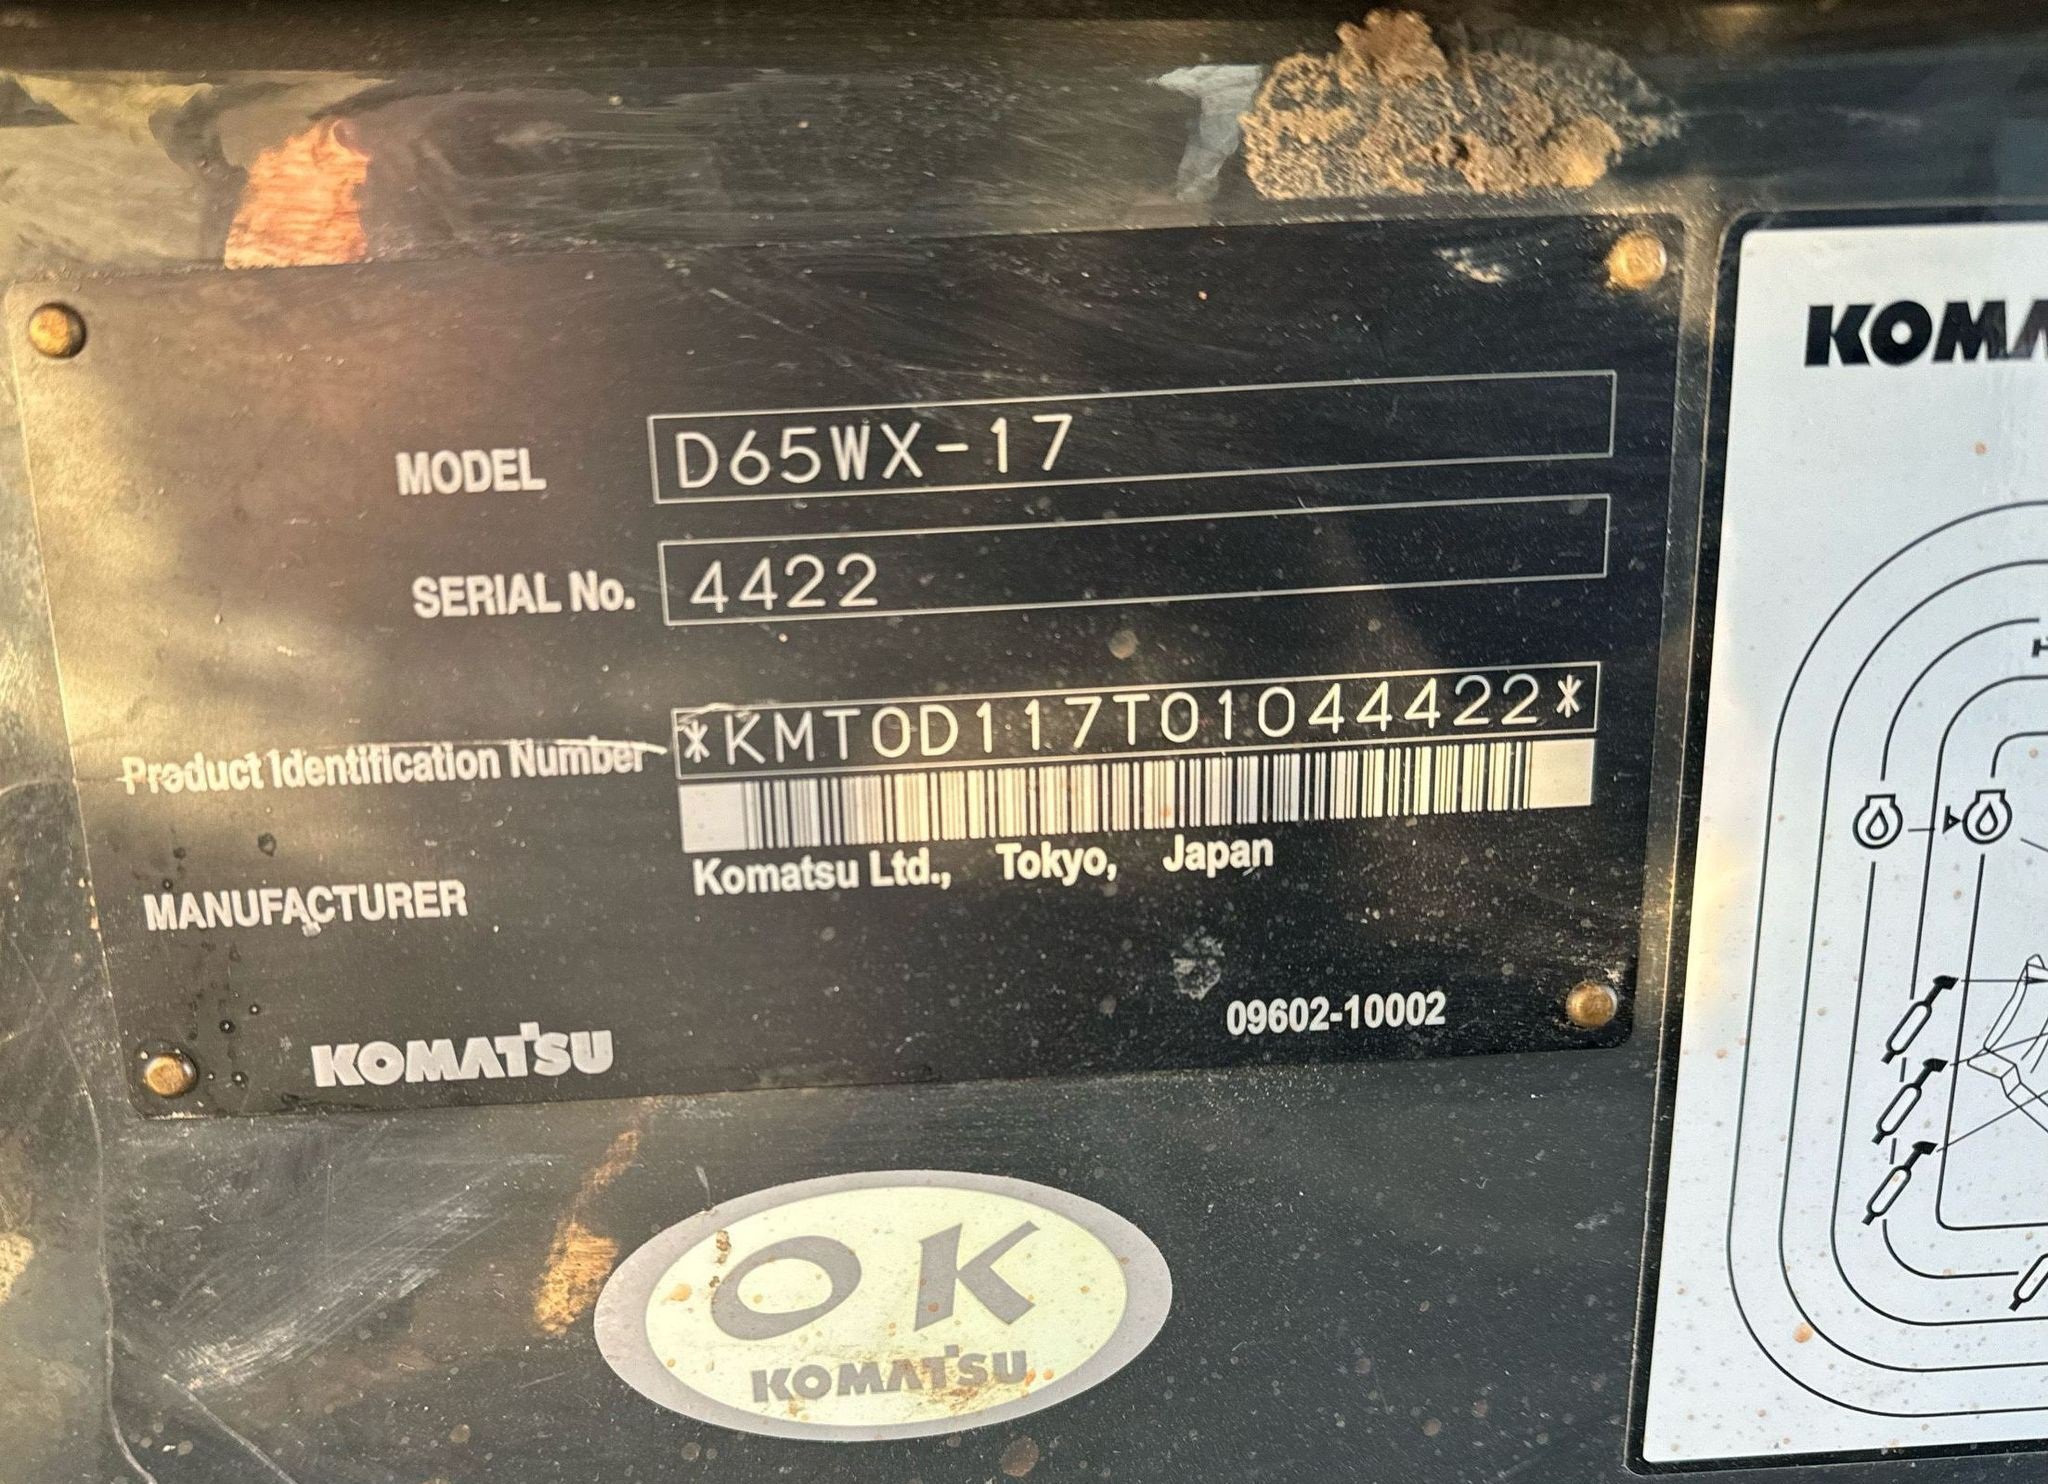 MODEL D65WX-17
SERIAL No. 4422
Product Identification Number *KMT0D117T01044422*
MANUFACTURER Komatsu Ltd., Tokyo, Japan
KOMATSU 09602-10002
OK
KOMATSU